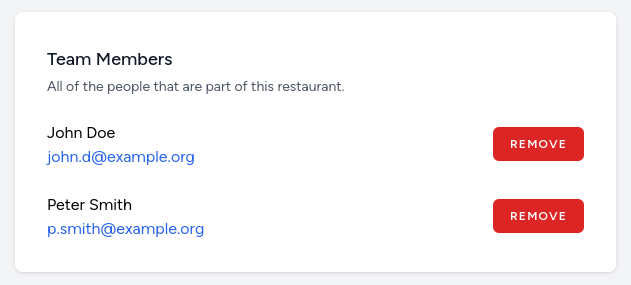 Team Members
All of the people that are part of this restaurant.
John Doe
john.d@example.org
REMOVE
Peter Smith
p.smith@example.org
REMOVE